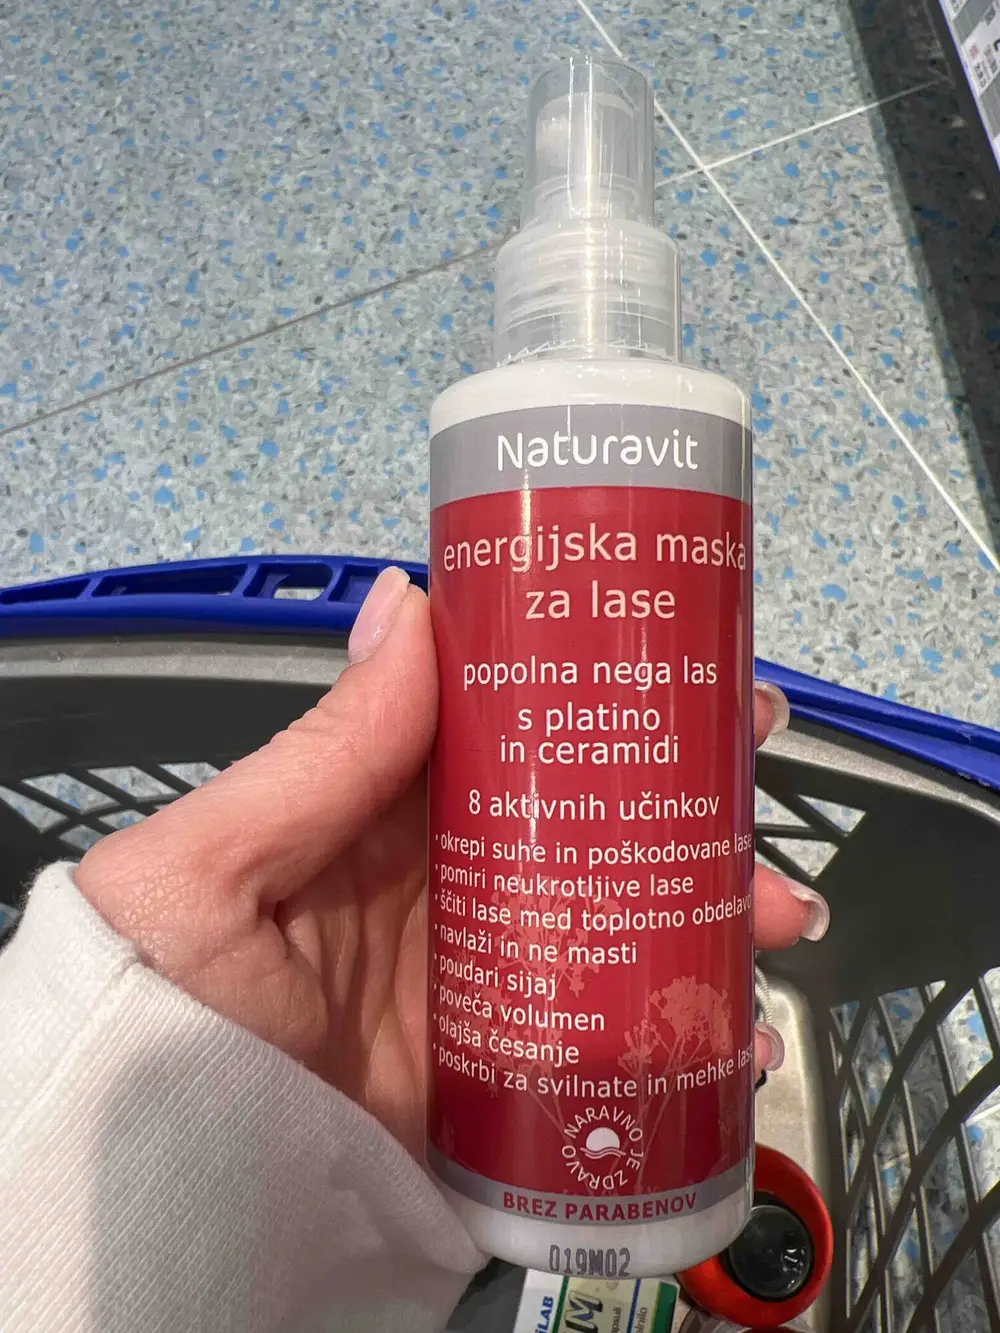 Naturavit
energijska maska
za lase
popolna nega las
s platino
in ceramidi
8 aktivnih učinkov
· okrepi suhe in poškodovane lase
· pomiri neukrotljive lase
· ščiti lase med toplotno obdelavo
· navlaži in ne masti
· poudari sijaj
· poveča volumen
· olajša česanje
· poskrbi za svilnate in mehke lase
NARAVNO JE ZDRAVO
BREZ PARABENOV
019M02